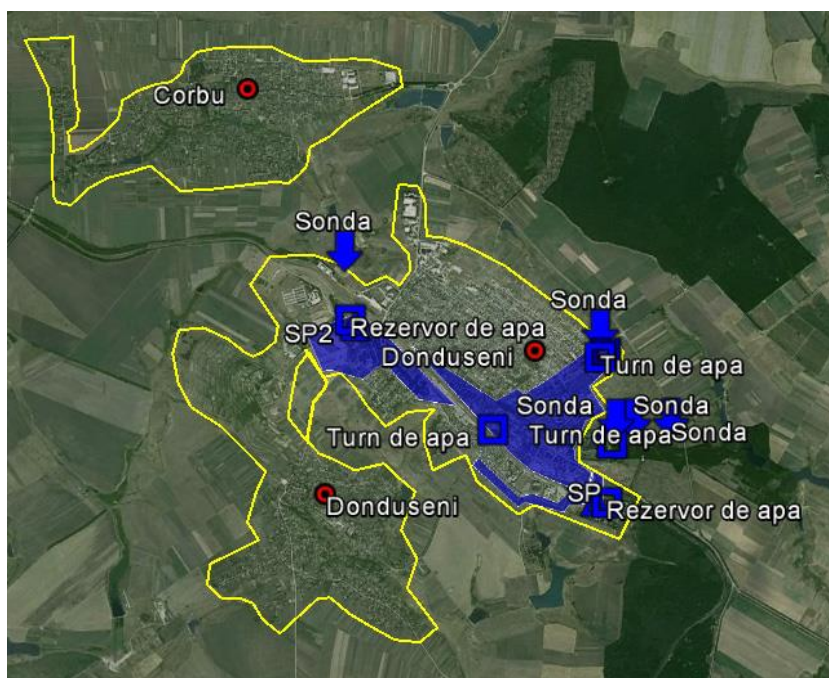 Corbu
Sonda
Sonda
SP2
Rezervor de apa
Donduseni
Turn de apa
Sonda
Sonda
Turn de apa
Turn de apa
Sonda
SP
Donduseni
Rezervor de apa